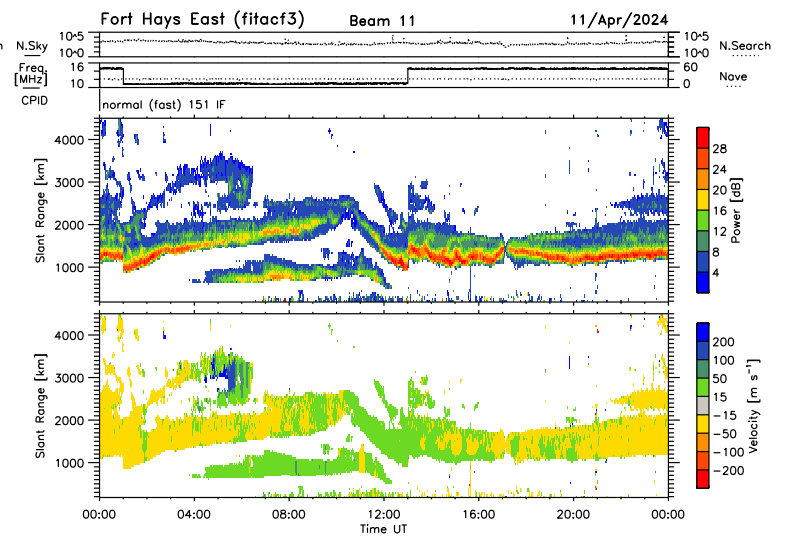 Fort Hays East (fitacf3) Beam 11 11/Apr/2024
n N.Sky 10^5 10^5 N.Search
10^0 10^0
Freq. 16 60 Nave
[MHz] 10 0
CPID normal (fast) 151 IF
4000
3000
2000
1000
Slant Range [km]
28
24
20
16
12
8
4
Power [dB]
4000
3000
2000
1000
Slant Range [km]
200
100
50
15
−15
−50
−100
−200
Velocity [m s⁻¹]
00:00 04:00 08:00 12:00 16:00 20:00 00:00
Time UT